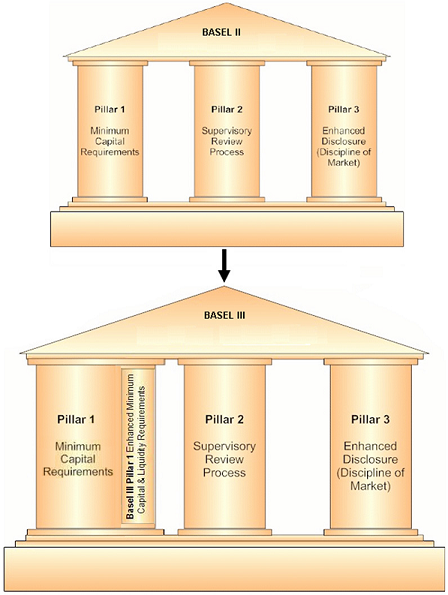 BASEL II
Pillar 1
Minimum
Capital
Requirements
Pillar 2
Supervisory
Review
Process
Pillar 3
Enhanced
Disclosure
(Discipline of
Market)
BASEL III
Pillar 1
Minimum
Capital
Requirements
Basel III Pillar 1 Enhanced Minimum
Capital & Liquidity Requirements
Pillar 2
Supervisory
Review
Process
Pillar 3
Enhanced
Disclosure
(Discipline of
Market)